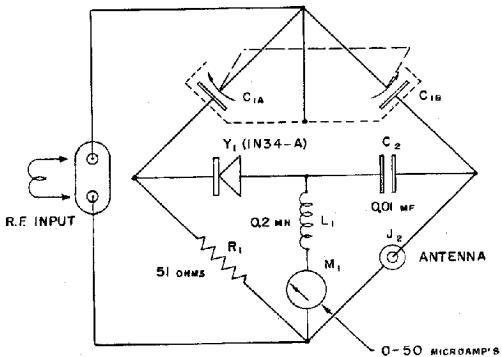 C1A
C1B
Y1 (IN34-A)
C2
R.F. INPUT
0.2 MH
L1
0.01 MF
R1
J2
51 OHMS
M1
ANTENNA
0-50 MICROAMP'S